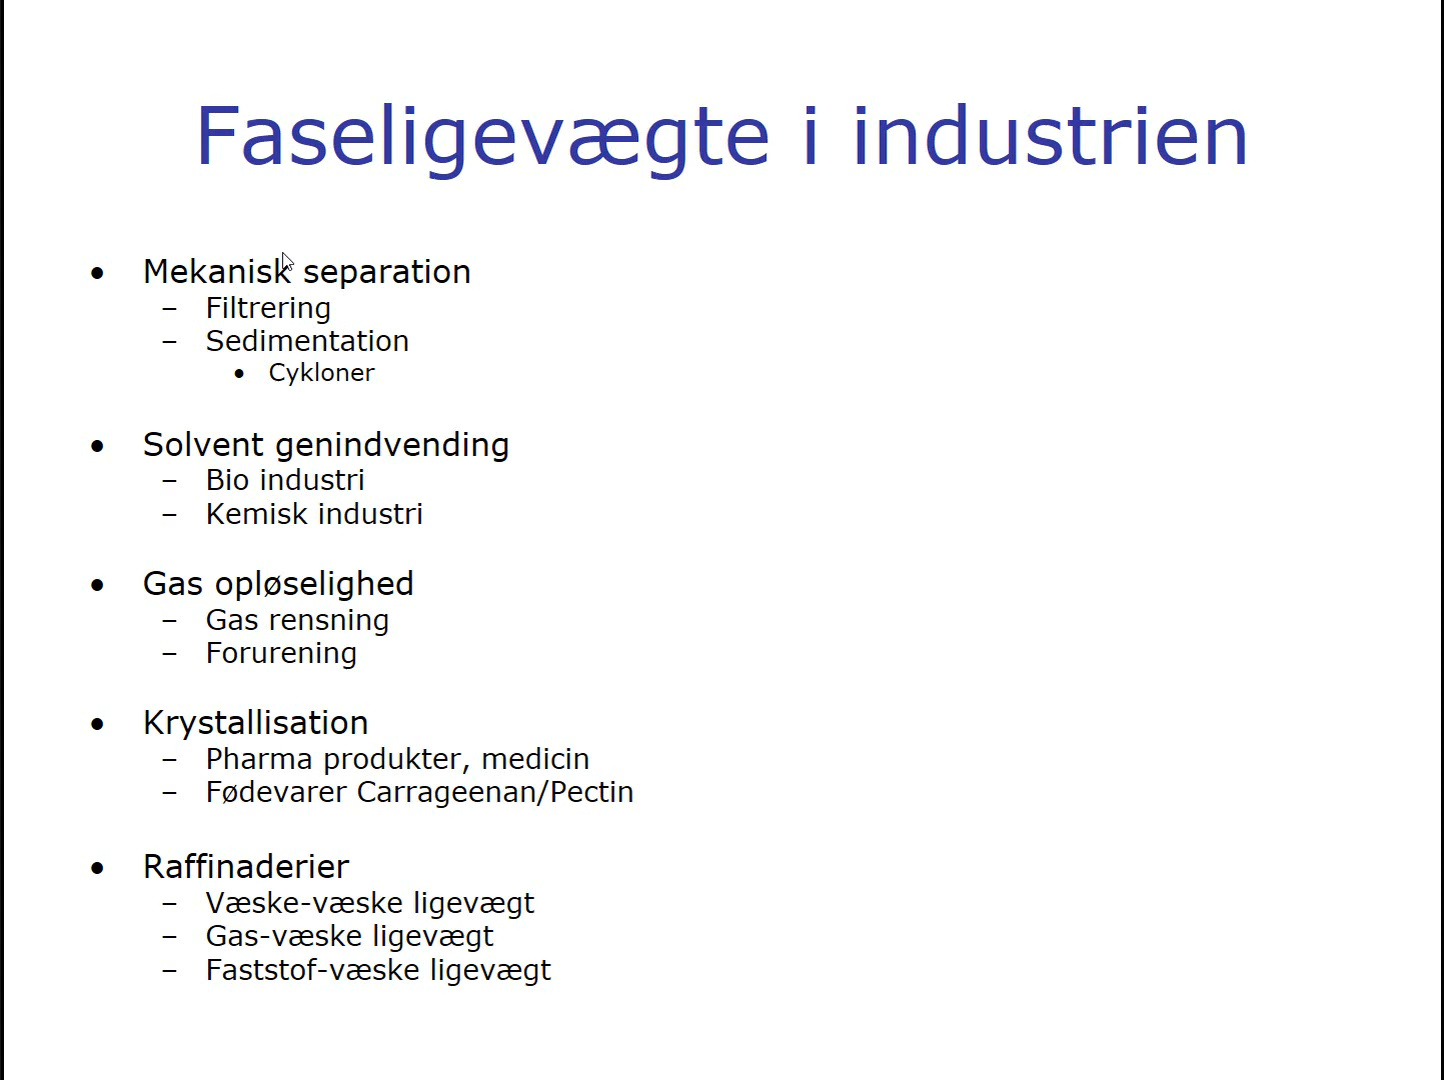 Faseligevægte i industrien
• Mekanisk separation
– Filtrering
– Sedimentation
• Cykloner
• Solvent genindvending
– Bio industri
– Kemisk industri
• Gas opløselighed
– Gas rensning
– Forurening
• Krystallisation
– Pharma produkter, medicin
– Fødevarer Carrageenan/Pectin
• Raffinaderier
– Væske-væske ligevægt
– Gas-væske ligevægt
– Faststof-væske ligevægt